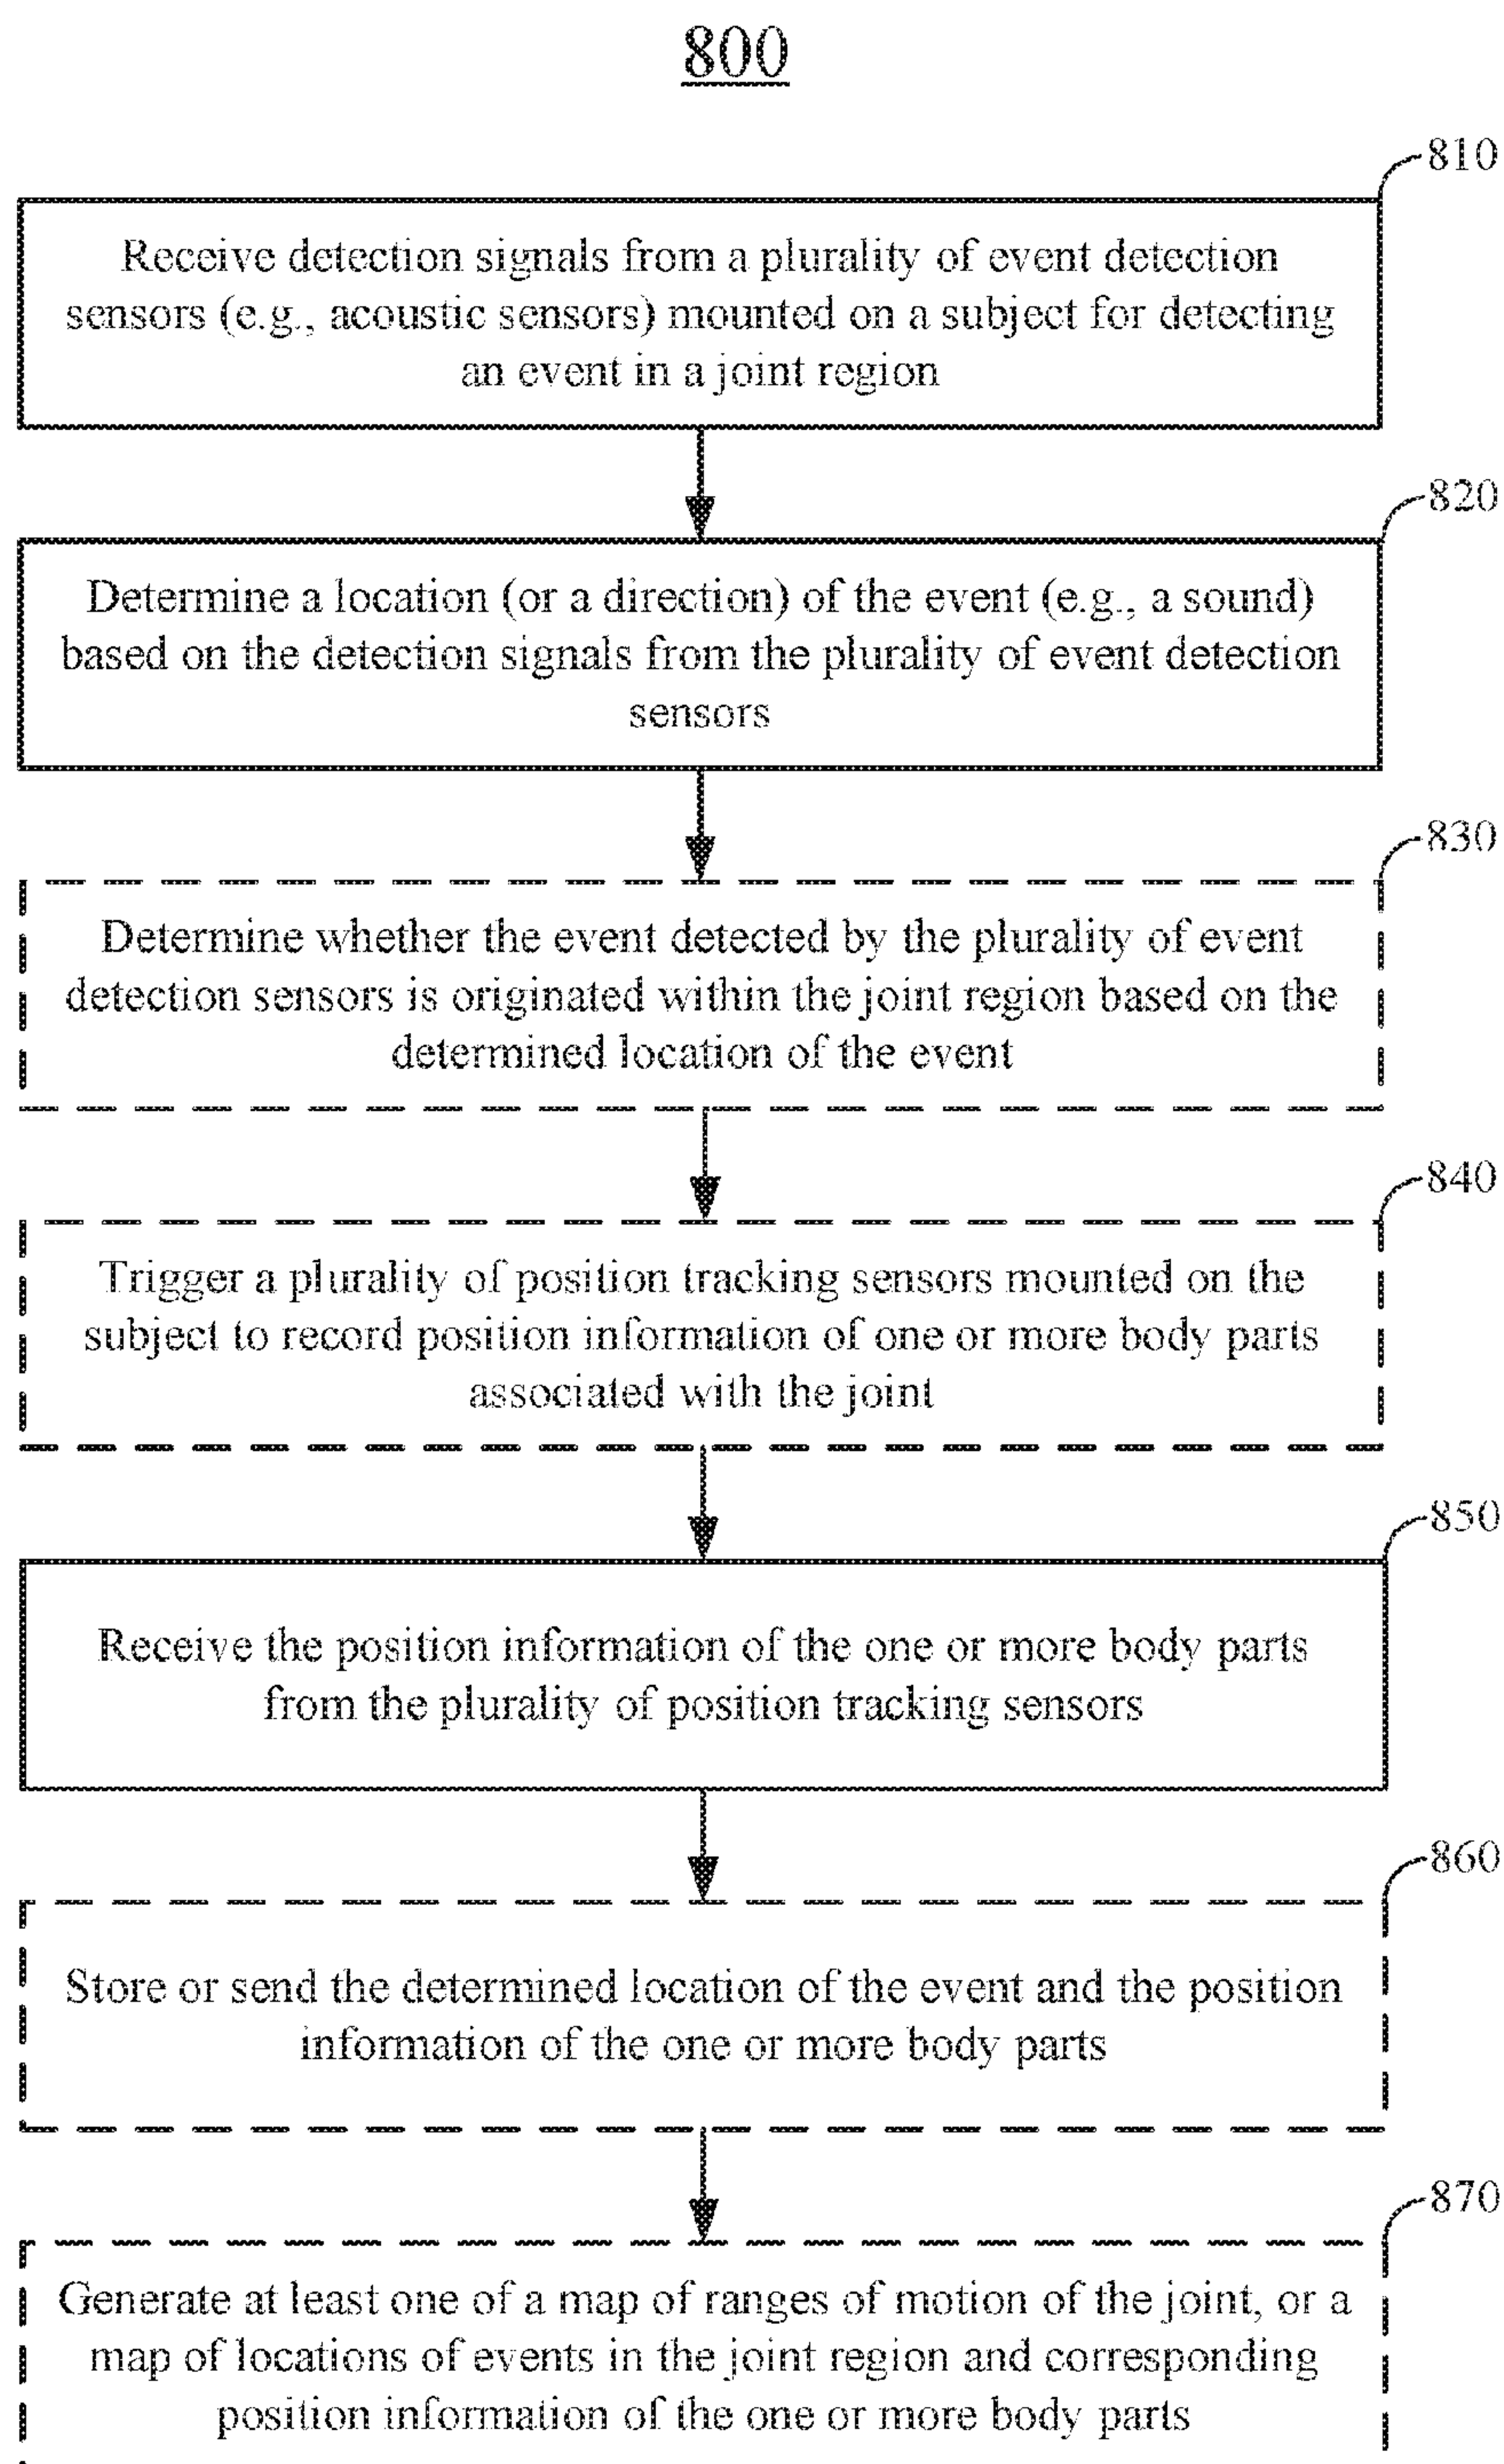 800
810
Receive detection signals from a plurality of event detection
sensors (e.g., acoustic sensors) mounted on a subject for detecting
an event in a joint region
820
Determine a location (or a direction) of the event (e.g., a sound)
based on the detection signals from the plurality of event detection
sensors
830
Determine whether the event detected by the plurality of event
detection sensors is originated within the joint region based on the
determined location of the event
840
Trigger a plurality of position tracking sensors mounted on the
subject to record position information of one or more body parts
associated with the joint
850
Receive the position information of the one or more body parts
from the plurality of position tracking sensors
860
Store or send the determined location of the event and the position
information of the one or more body parts
870
Generate at least one of a map of ranges of motion of the joint, or a
map of locations of events in the joint region and corresponding
position information of the one or more body parts